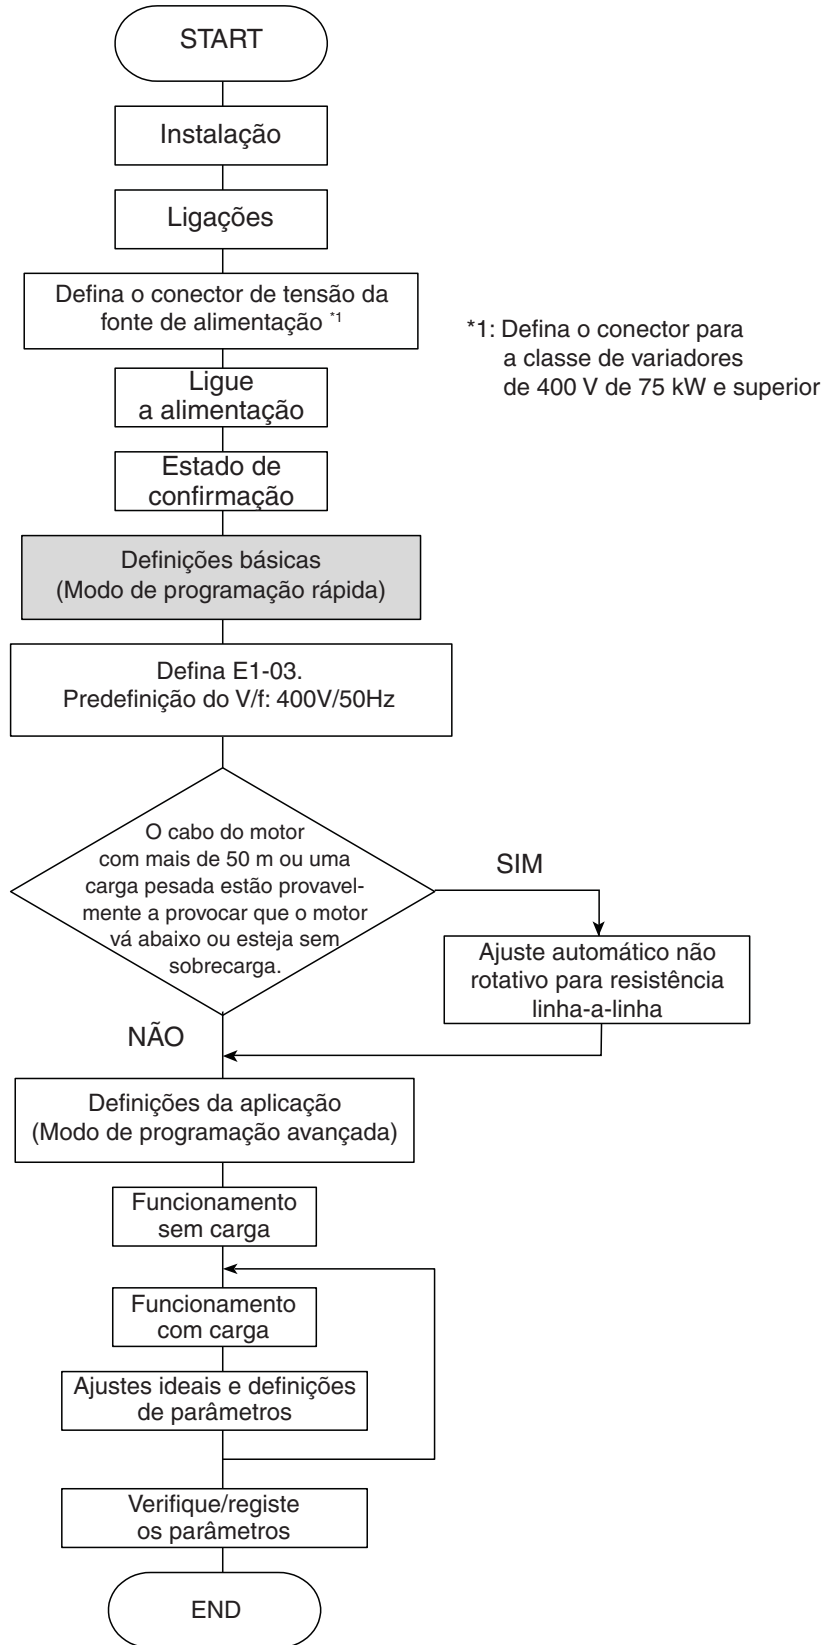 START
Instalação
Ligações
Defina o conector de tensão da
fonte de alimentação *1
*1: Defina o conector para
a classe de variadores
de 400 V de 75 kW e superior
Ligue
a alimentação
Estado de
confirmação
Definições básicas
(Modo de programação rápida)
Defina E1-03.
Predefinição do V/f: 400V/50Hz
O cabo do motor
com mais de 50 m ou uma
carga pesada estão provavel-
mente a provocar que o motor
vá abaixo ou esteja sem
sobrecarga.
SIM
Ajuste automático não
rotativo para resistência
linha-a-linha
NÃO
Definições da aplicação
(Modo de programação avançada)
Funcionamento
sem carga
Funcionamento
com carga
Ajustes ideais e definições
de parâmetros
Verifique/registe
os parâmetros
END